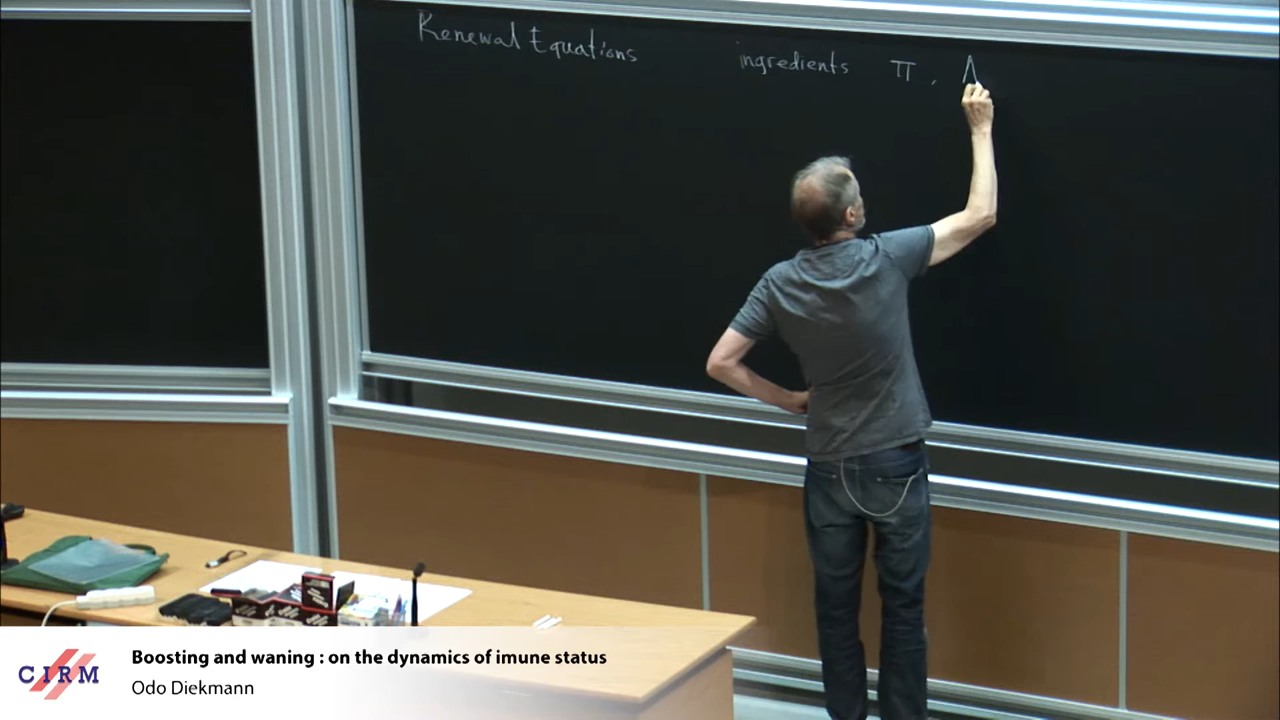 Renewal Equations ingredients π, Λ
CIRM
Boosting and waning : on the dynamics of imune status
Odo Diekmann